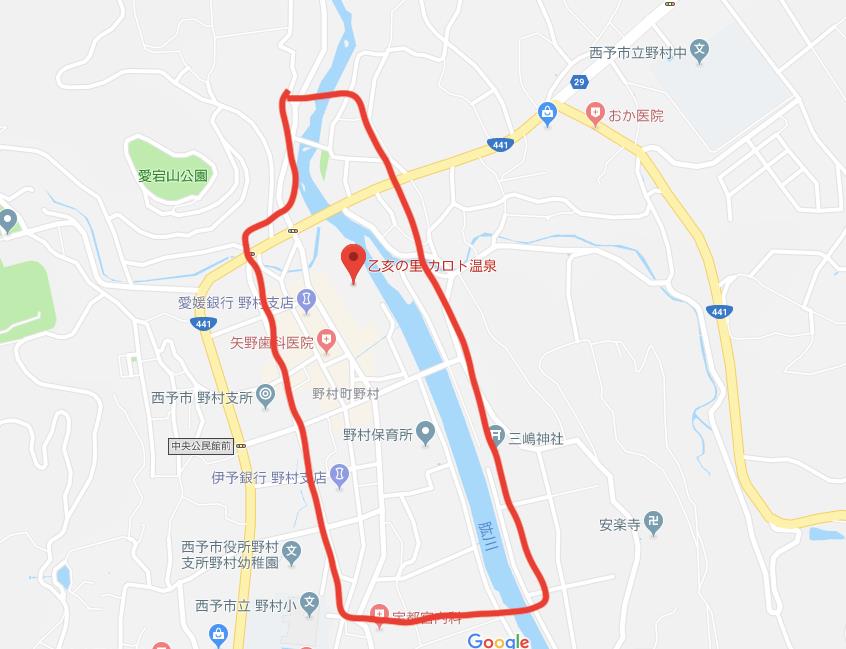 西予市立野村中
29
おか医院
441
愛宕山公園
乙亥の里 カロト温泉
愛媛銀行 野村支店
441
441
矢野歯科医院
西予市 野村支所
野村町野村
野村保育所
中央公民館前
三嶋神社
伊予銀行 野村支店
肱川
安楽寺
西予市役所野村
支所野村幼稚園
西予市立 野村小
宇都宮内科
Google